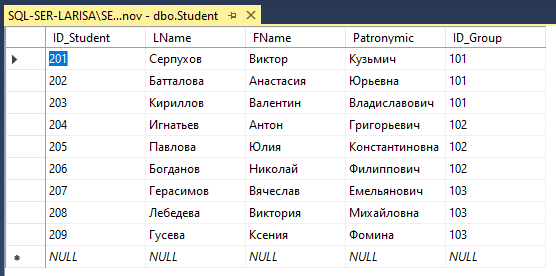 SQL-SER-LARISA\SE...nov - dbo.Student
ID_Student LName FName Patronymic ID_Group
201 Серпухов Виктор Кузьмич 101
202 Батталова Анастасия Юрьевна 101
203 Кириллов Валентин Владиславович 101
204 Игнатьев Антон Григорьевич 102
205 Павлова Юлия Константиновна 102
206 Богданов Николай Филиппович 102
207 Герасимов Вячеслав Емельянович 103
208 Лебедева Виктория Михайловна 103
209 Гусева Ксения Фомина 103
NULL NULL NULL NULL NULL